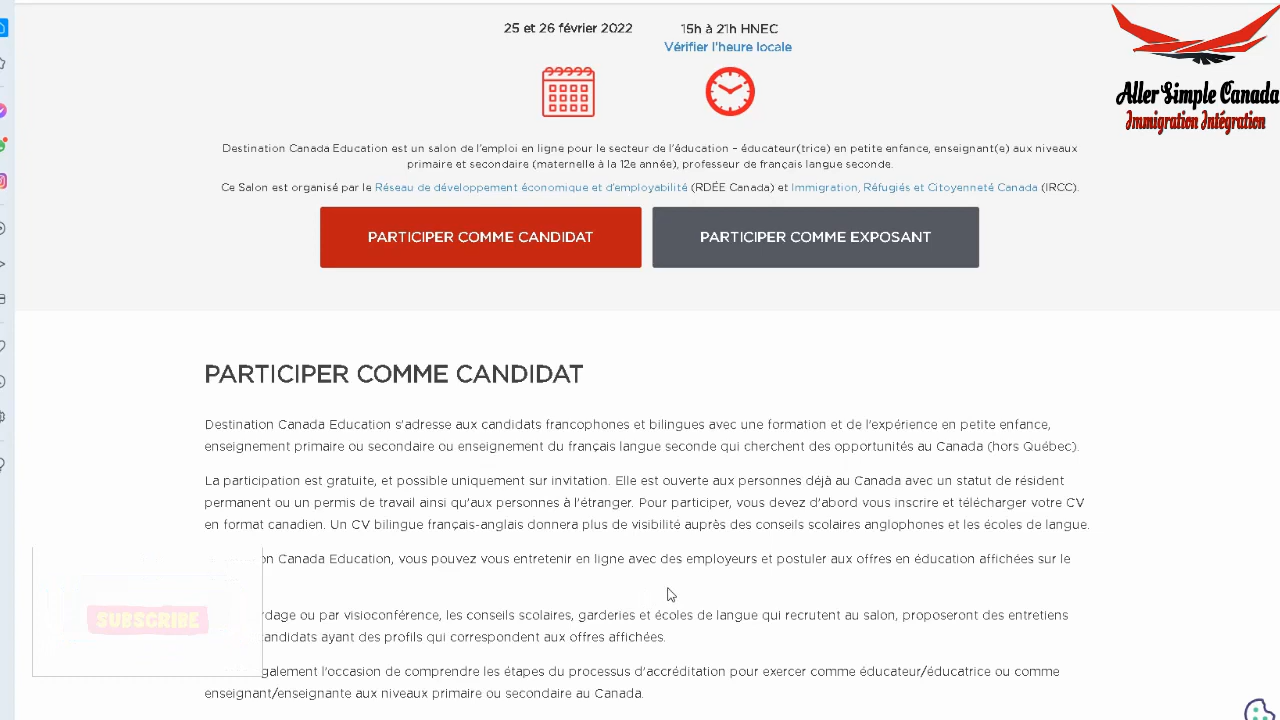 25 et 26 février 2022
15h à 21h HNEC
Vérifier l'heure locale
Aller Simple Canada
Immigration Intégration
Destination Canada Education est un salon de l'emploi en ligne pour le secteur de l'éducation – éducateur(trice) en petite enfance, enseignant(e) aux niveaux
primaire et secondaire (maternelle à la 12e année), professeur de français langue seconde.
Ce Salon est organisé par le Réseau de développement économique et d'employabilité (RDÉE Canada) et Immigration, Réfugiés et Citoyenneté Canada (IRCC).
PARTICIPER COMME CANDIDAT
PARTICIPER COMME EXPOSANT
PARTICIPER COMME CANDIDAT
Destination Canada Education s'adresse aux candidats francophones et bilingues avec une formation et de l'expérience en petite enfance,
enseignement primaire ou secondaire ou enseignement du français langue seconde qui cherchent des opportunités au Canada (hors Québec).
La participation est gratuite, et possible uniquement sur invitation. Elle est ouverte aux personnes déjà au Canada avec un statut de résident
permanent ou un permis de travail ainsi qu'aux personnes à l'étranger. Pour participer, vous devez d'abord vous inscrire et télécharger votre CV
en format canadien. Un CV bilingue français-anglais donnera plus de visibilité auprès des conseils scolaires anglophones et les écoles de langue.
Canada Education, vous pouvez vous entretenir en ligne avec des employeurs et postuler aux offres en éducation affichées sur le
ou par visioconférence, les conseils scolaires, garderies et écoles de langue qui recrutent au salon, proposeront des entretiens
SUBSCRIBE
candidats ayant des profils qui correspondent aux offres affichées.
également l'occasion de comprendre les étapes du processus d'accréditation pour exercer comme éducateur/éducatrice ou comme
enseignant/enseignante aux niveaux primaire ou secondaire au Canada.